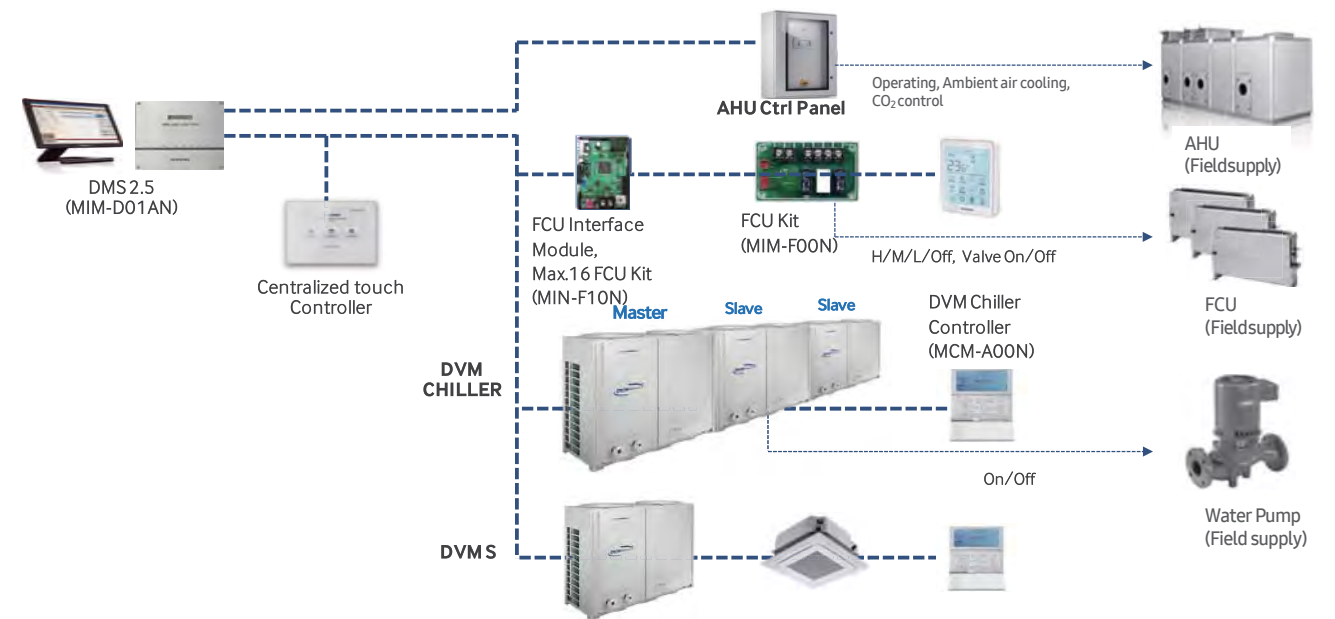 AHU Ctrl Panel
Operating, Ambient air cooling,
CO₂ control
AHU
(Fieldsupply)
DMS 2.5
(MIM-D01AN)
Centralized touch
Controller
FCU Interface
Module,
Max.16 FCU Kit
(MIN-F10N)
FCU Kit
(MIM-F00N)
H/M/L/Off, Valve On/Off
FCU
(Fieldsupply)
Master
Slave
Slave
DVM Chiller
Controller
(MCM-A00N)
DVM
CHILLER
On/Off
Water Pump
(Field supply)
DVM S